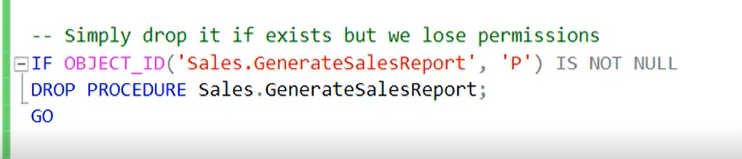 -- Simply drop it if exists but we lose permissions
IF OBJECT_ID('Sales.GenerateSalesReport', 'P') IS NOT NULL
DROP PROCEDURE Sales.GenerateSalesReport;
GO